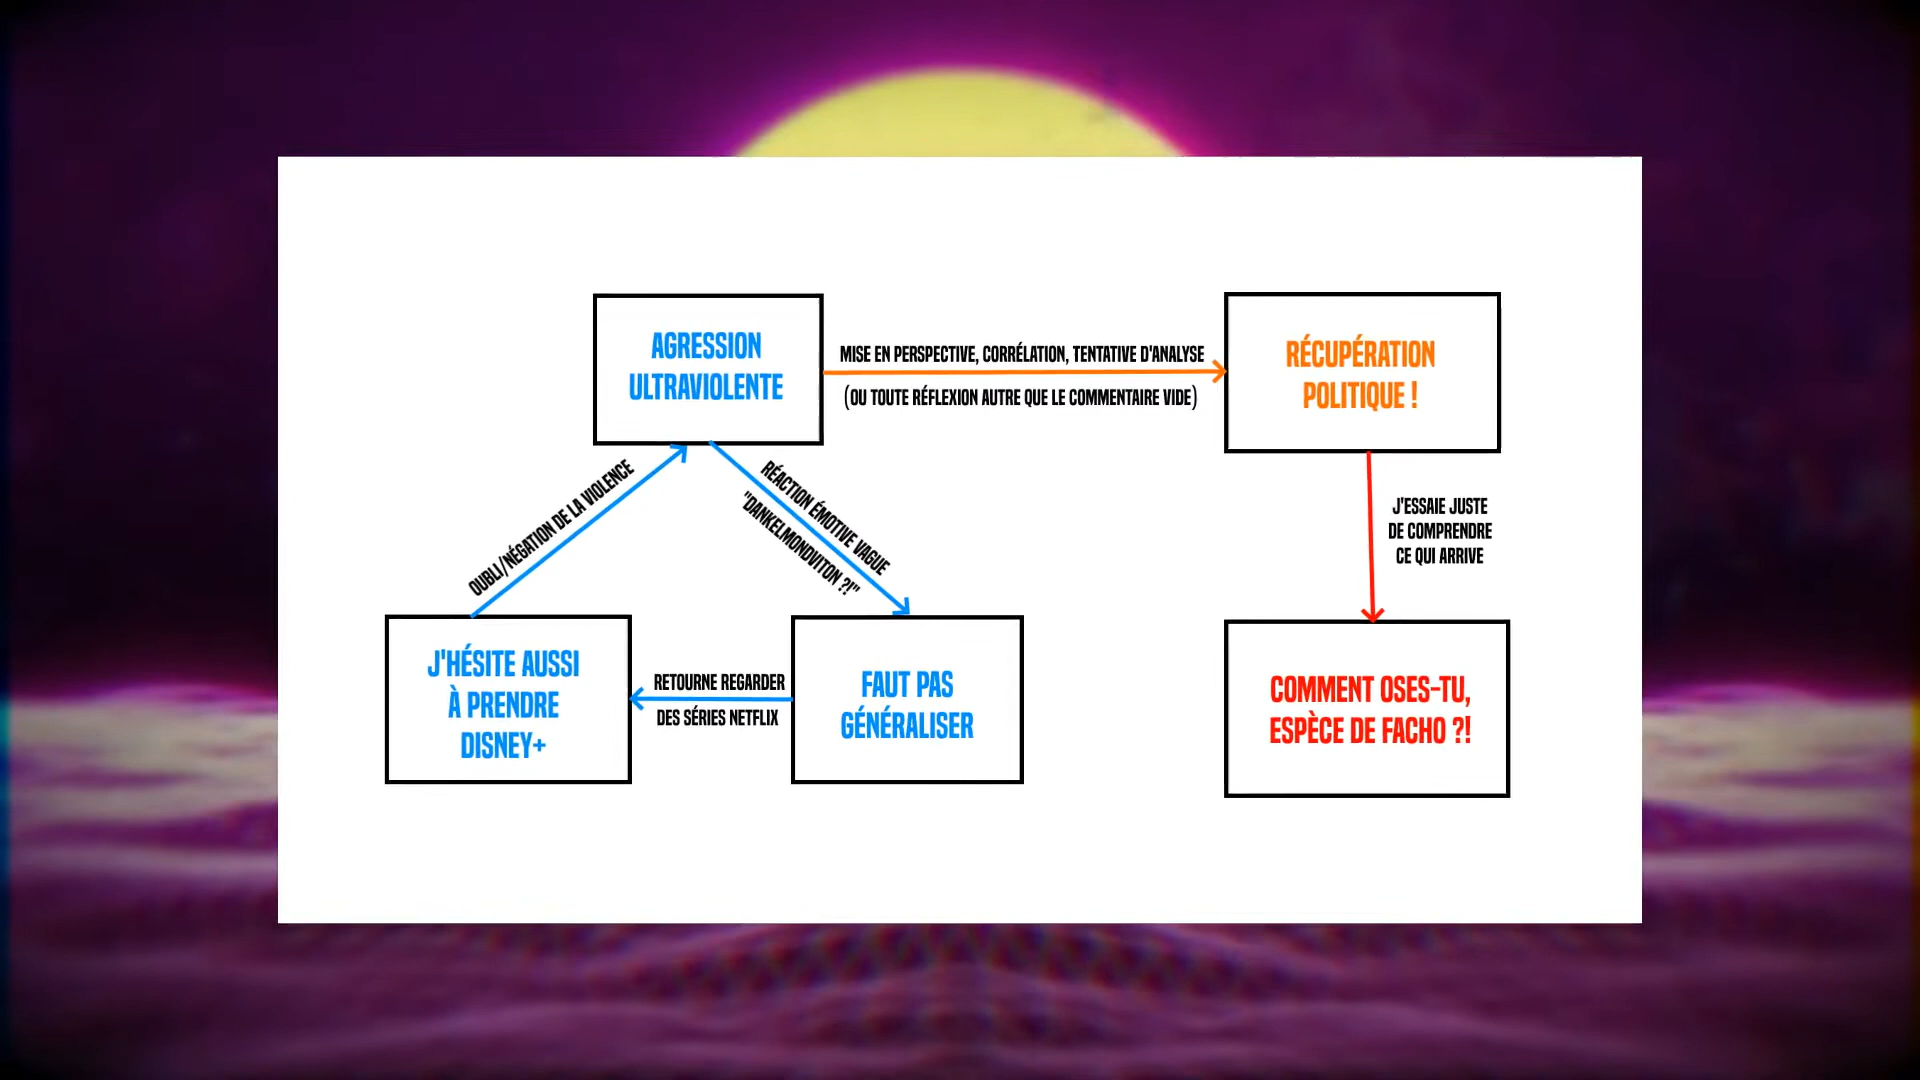 AGRESSION
ULTRAVIOLENTE
MISE EN PERSPECTIVE, CORRÉLATION, TENTATIVE D'ANALYSE
(OU TOUTE RÉFLEXION AUTRE QUE LE COMMENTAIRE VIDE)
RÉCUPÉRATION
POLITIQUE !
OUBLI/NÉGATION DE LA VIOLENCE
RÉACTION ÉMOTIVE VAGUE
"DANKELMONDVITON ?!"
J'ESSAIE JUSTE
DE COMPRENDRE
CE QUI ARRIVE
J'HÉSITE AUSSI
À PRENDRE
DISNEY+
RETOURNE REGARDER
DES SÉRIES NETFLIX
FAUT PAS
GÉNÉRALISER
COMMENT OSES-TU,
ESPÈCE DE FACHO ?!